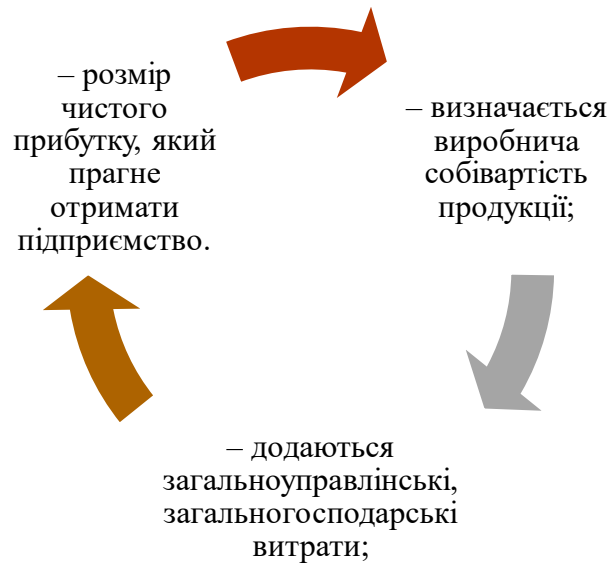 – визначається
виробнича
собівартість
продукції;
– додаються
загальноуправлінські,
загальногосподарські
витрати;
– розмір
чистого
прибутку, який
прагне
отримати
підприємство.